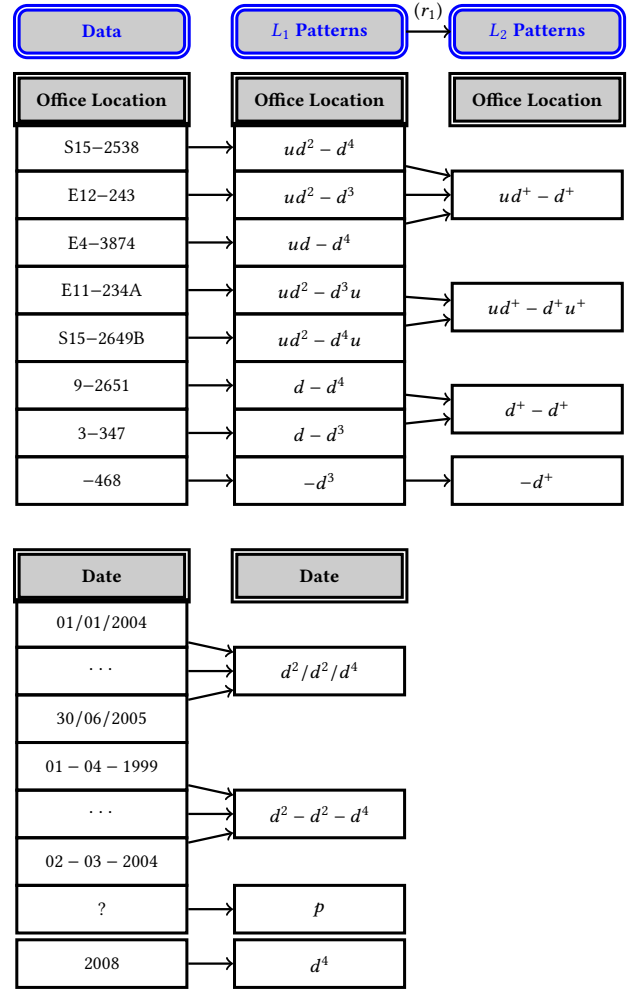 Data
L₁ Patterns
(r₁)
L₂ Patterns
Office Location
Office Location
Office Location
S15−2538
ud² − d⁴
E12−243
ud² − d³
ud⁺ − d⁺
E4−3874
ud − d⁴
E11−234A
ud² − d³u
ud⁺ − d⁺u⁺
S15−2649B
ud² − d⁴u
9−2651
d − d⁴
d⁺ − d⁺
3−347
d − d³
−468
−d³
−d⁺
Date
Date
01/01/2004
· · ·
d²/d²/d⁴
30/06/2005
01 − 04 − 1999
· · ·
d² − d² − d⁴
02 − 03 − 2004
?
p
2008
d⁴